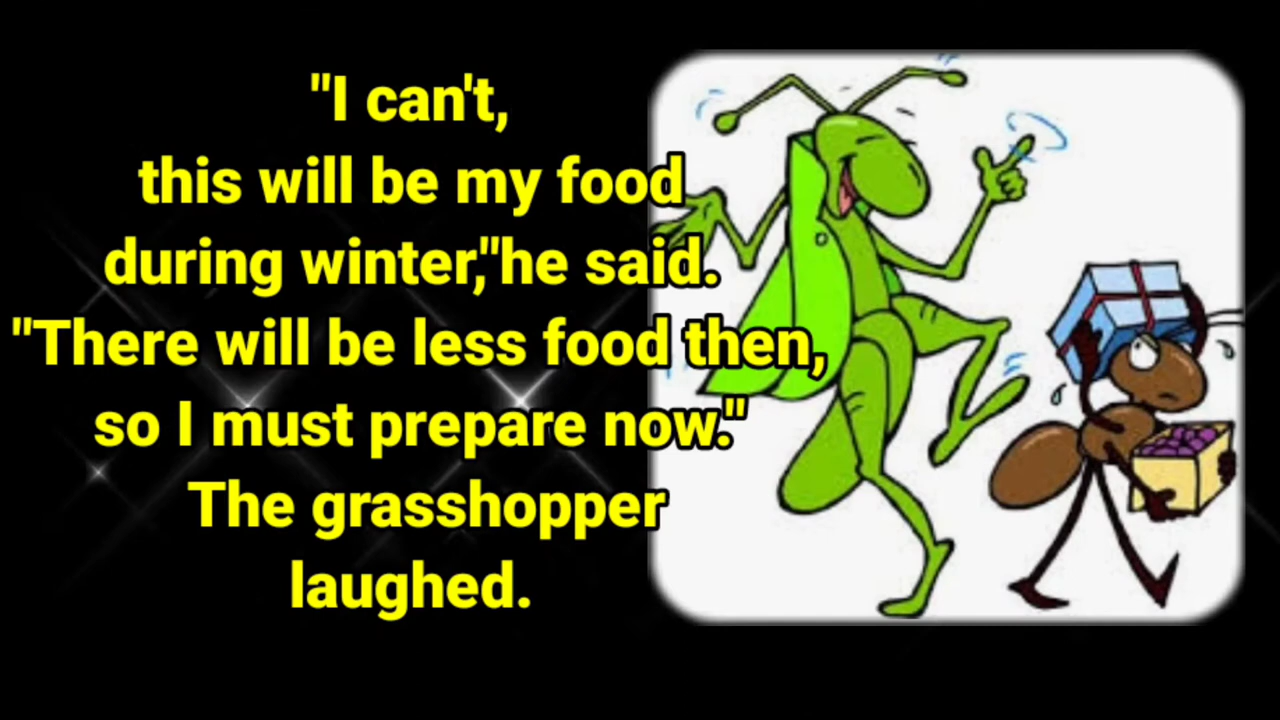 "I can't,
this will be my food
during winter,"he said.
"There will be less food then,
so I must prepare now."
The grasshopper
laughed.